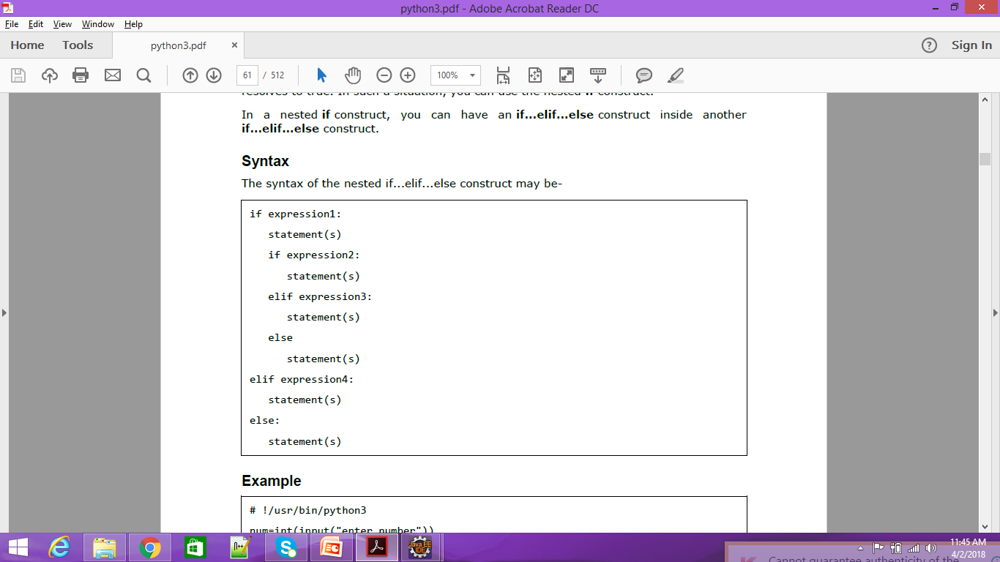 python3.pdf - Adobe Acrobat Reader DC
File Edit View Window Help
Home Tools python3.pdf × ? Sign In
61 / 512 100%
resolves to true. In such a situation, you can use the nested if construct.
In a nested if construct, you can have an if...elif...else construct inside another
if...elif...else construct.
Syntax
The syntax of the nested if...elif...else construct may be-
if expression1:
   statement(s)
   if expression2:
      statement(s)
   elif expression3:
      statement(s)
   else
      statement(s)
elif expression4:
   statement(s)
else:
   statement(s)
Example
# !/usr/bin/python3
num=int(input("enter number"))
Java EE
IDE
11:45 AM
4/2/2018
Cannot guarantee authenticity of the